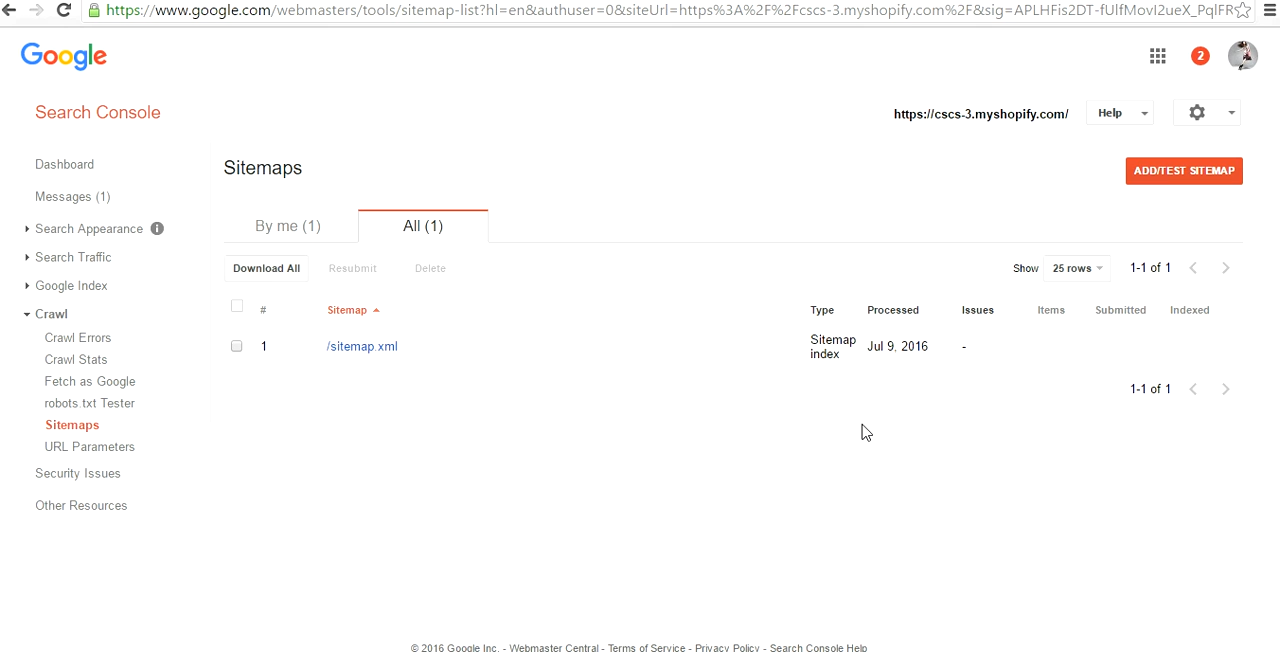 https://www.google.com/webmasters/tools/sitemap-list?hl=en&authuser=0&siteUrl=https%3A%2F%2Fcscs-3.myshopify.com%2F&sig=APLHFis2DT-fUlfMovI2ueX_PqlFR
Google
2
Search Console
https://cscs-3.myshopify.com/ Help
Dashboard
Messages (1)
Search Appearance i
Search Traffic
Google Index
Crawl
Crawl Errors
Crawl Stats
Fetch as Google
robots.txt Tester
Sitemaps
URL Parameters
Security Issues
Other Resources
Sitemaps
ADD/TEST SITEMAP
By me (1) All (1)
Download All Resubmit Delete Show 25 rows 1-1 of 1
# Sitemap Type Processed Issues Items Submitted Indexed
1 /sitemap.xml Sitemap index Jul 9, 2016 -
1-1 of 1
© 2016 Google Inc. - Webmaster Central - Terms of Service - Privacy Policy - Search Console Help